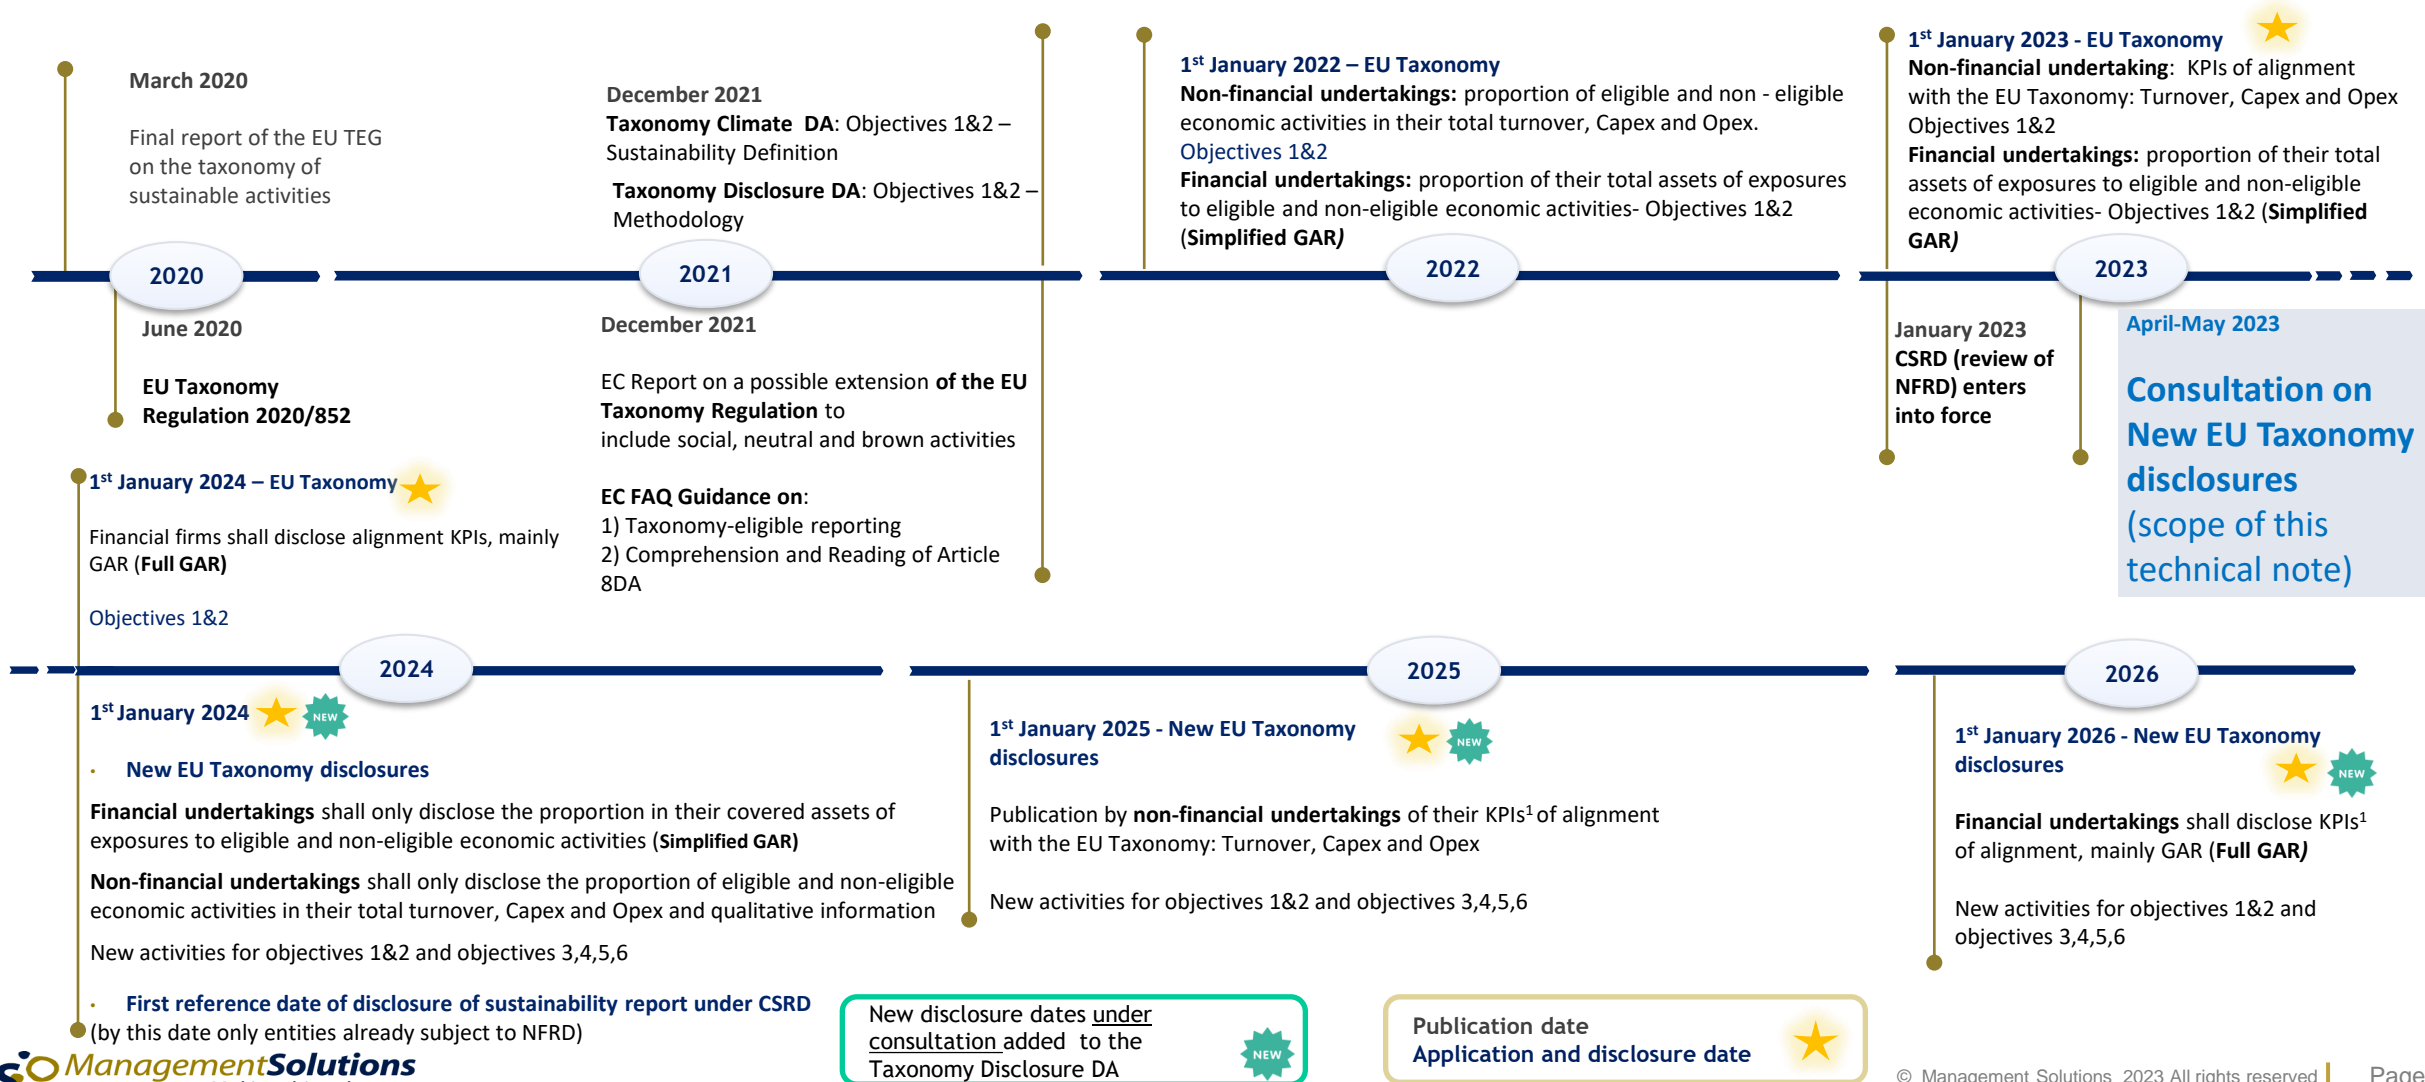 March 2020
Final report of the EU TEG
on the taxonomy of
sustainable activities
December 2021
Taxonomy Climate DA: Objectives 1&2 –
Sustainability Definition
Taxonomy Disclosure DA: Objectives 1&2 –
Methodology
1st January 2022 – EU Taxonomy
Non-financial undertakings: proportion of eligible and non - eligible
economic activities in their total turnover, Capex and Opex.
Objectives 1&2
Financial undertakings: proportion of their total assets of exposures
to eligible and non-eligible economic activities- Objectives 1&2
(Simplified GAR)
1st January 2023 - EU Taxonomy
Non-financial undertaking: KPIs of alignment
with the EU Taxonomy: Turnover, Capex and Opex
Objectives 1&2
Financial undertakings: proportion of their total
assets of exposures to eligible and non-eligible
economic activities- Objectives 1&2 (Simplified
GAR)
2020
2021
2022
2023
June 2020
EU Taxonomy
Regulation 2020/852
December 2021
EC Report on a possible extension of the EU
Taxonomy Regulation to
include social, neutral and brown activities
EC FAQ Guidance on:
1) Taxonomy-eligible reporting
2) Comprehension and Reading of Article
8DA
January 2023
CSRD (review of
NFRD) enters
into force
April-May 2023
Consultation on
New EU Taxonomy
disclosures
(scope of this
technical note)
1st January 2024 – EU Taxonomy
Financial firms shall disclose alignment KPIs, mainly
GAR (Full GAR)
Objectives 1&2
2024
2025
2026
1st January 2024
NEW
· New EU Taxonomy disclosures
Financial undertakings shall only disclose the proportion in their covered assets of
exposures to eligible and non-eligible economic activities (Simplified GAR)
Non-financial undertakings shall only disclose the proportion of eligible and non-eligible
economic activities in their total turnover, Capex and Opex and qualitative information
New activities for objectives 1&2 and objectives 3,4,5,6
· First reference date of disclosure of sustainability report under CSRD
(by this date only entities already subject to NFRD)
1st January 2025 - New EU Taxonomy
disclosures
NEW
Publication by non-financial undertakings of their KPIs1 of alignment
with the EU Taxonomy: Turnover, Capex and Opex
New activities for objectives 1&2 and objectives 3,4,5,6
1st January 2026 - New EU Taxonomy
disclosures
NEW
Financial undertakings shall disclose KPIs1
of alignment, mainly GAR (Full GAR)
New activities for objectives 1&2 and
objectives 3,4,5,6
New disclosure dates under
consultation added to the
Taxonomy Disclosure DA
NEW
Publication date
Application and disclosure date
ManagementSolutions
© Management Solutions 2023 All rights reserved
Page